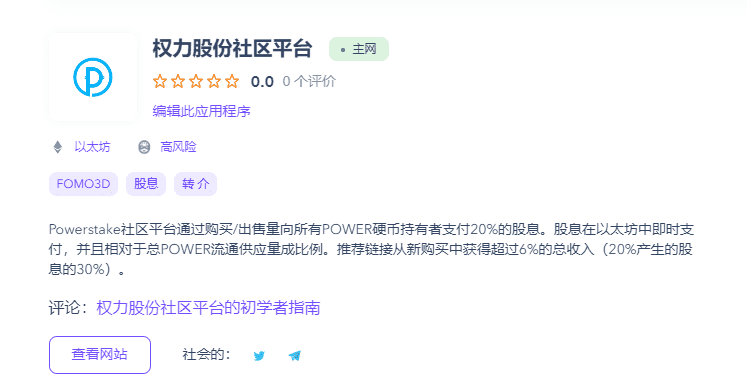 权力股份社区平台 主网
0.0 0 个评价
编辑此应用程序
以太坊 高风险
FOMO3D 股息 转 介
Powerstake社区平台通过购买/出售量向所有POWER硬币持有者支付20%的股息。股息在以太坊中即时支
付，并且相对于总POWER流通供应量成比例。推荐链接从新购买中获得超过6%的总收入（20%产生的股
息的30%）。
评论：权力股份社区平台的初学者指南
查看网站 社会的：